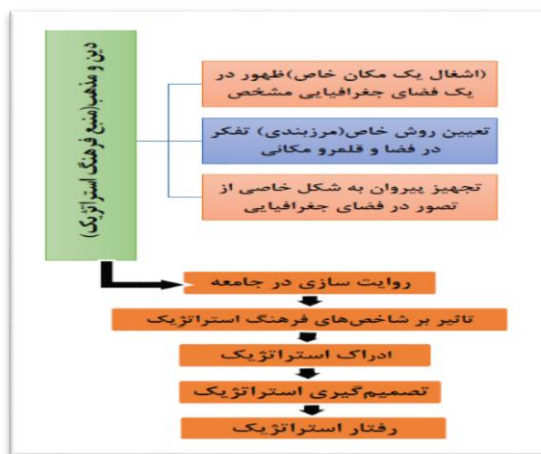 دین و مذهب(منبع فرهنگ استراتژیک)
(اشغال یک مکان خاص)ظهور در
یک فضای جغرافیایی مشخص
تعیین روش خاص(مرزبندی) تفکر
در فضا و قلمرو مکانی
تجهیز پیروان به شکل خاصی از
تصور در فضای جغرافیایی
روایت سازی در جامعه
تاثیر بر شاخص‌های فرهنگ استراتژیک
ادراک استراتژیک
تصمیم‌گیری استراتژیک
رفتار استراتژیک